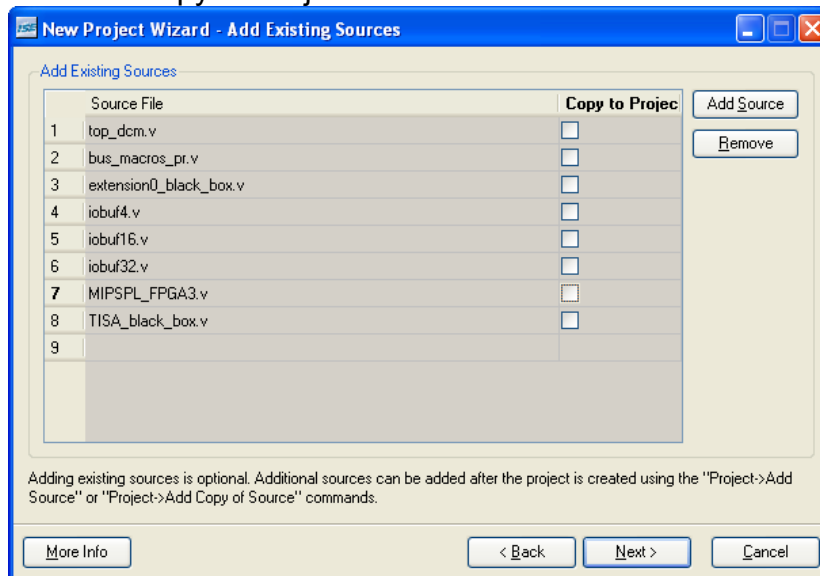 ISE New Project Wizard - Add Existing Sources
Add Existing Sources
Source File Copy to Projec Add Source
1 top_dcm.v
Remove
2 bus_macros_pr.v
3 extension0_black_box.v
4 iobuf4.v
5 iobuf16.v
6 iobuf32.v
7 MIPSPL_FPGA3.v
8 TISA_black_box.v
9
Adding existing sources is optional. Additional sources can be added after the project is created using the "Project->Add
Source" or "Project->Add Copy of Source" commands.
More Info < Back Next > Cancel